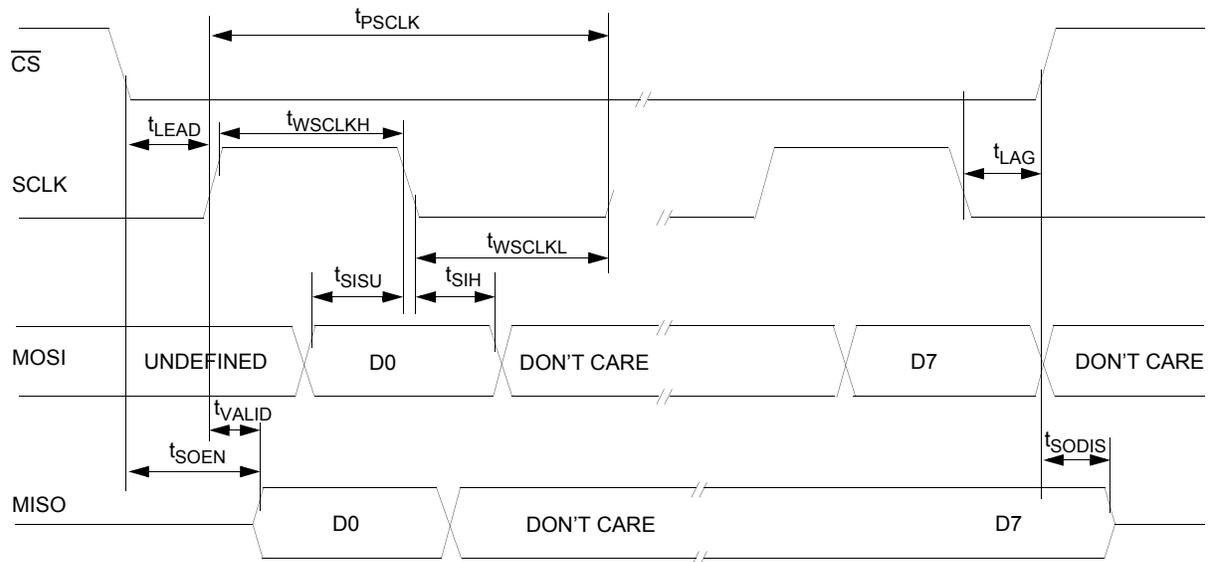 tPSCLK
CS
tLEAD
tWSCLKH
tLAG
SCLK
tWSCLKL
tSISU
tSIH
MOSI
UNDEFINED
D0
DON'T CARE
D7
DON'T CARE
tVALID
tSOEN
tSODIS
MISO
D0
DON'T CARE
D7